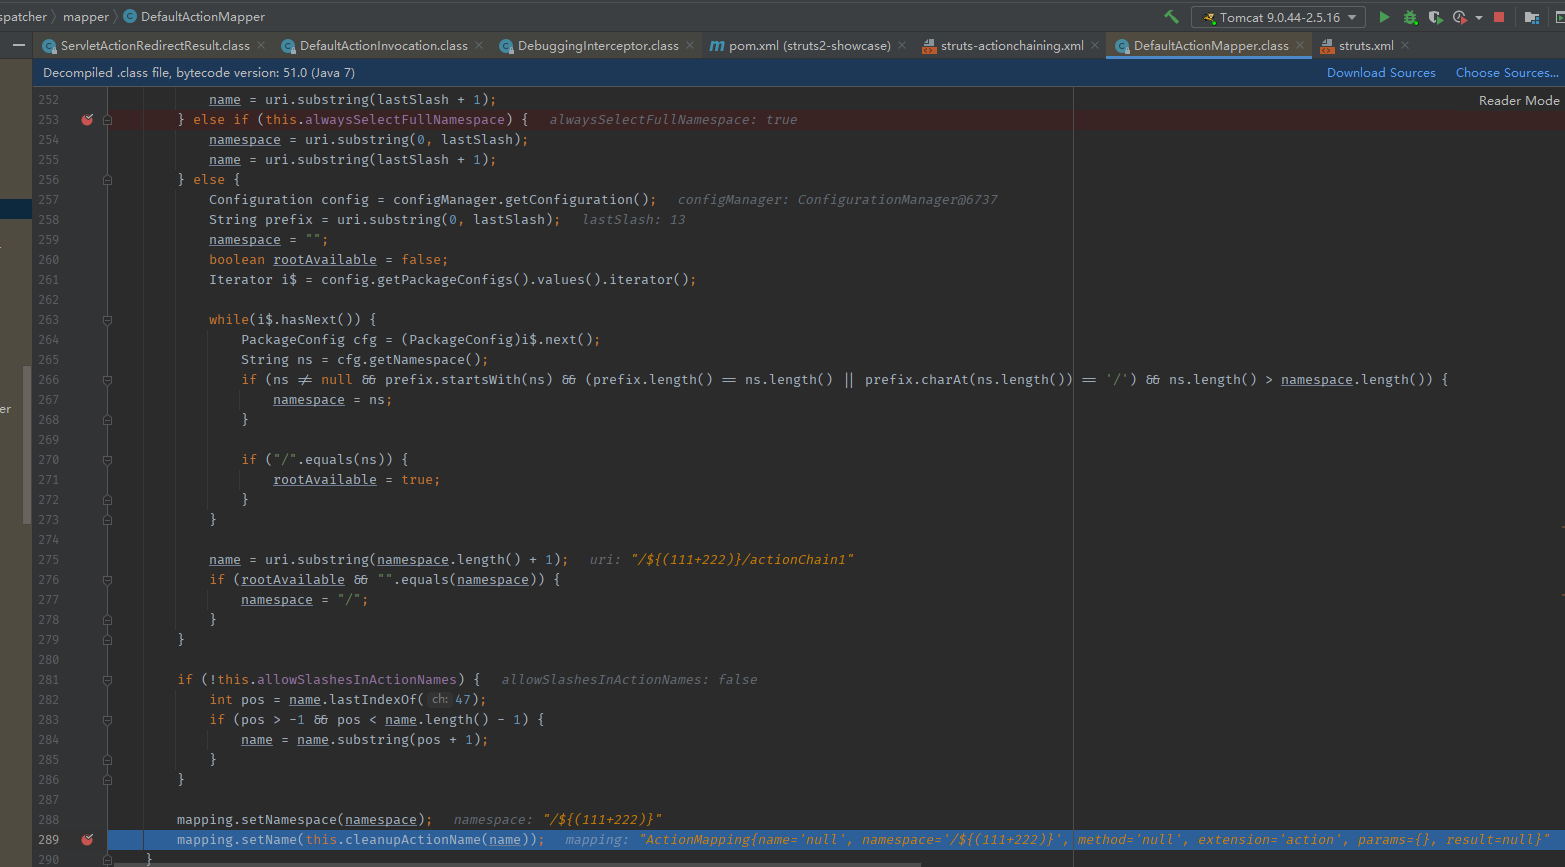 spatcher › mapper › DefaultActionMapper
Tomcat 9.0.44-2.5.16
ServletActionRedirectResult.class
DefaultActionInvocation.class
DebuggingInterceptor.class
pom.xml (struts2-showcase)
struts-actionchaining.xml
DefaultActionMapper.class
struts.xml
Decompiled .class file, bytecode version: 51.0 (Java 7)
Download Sources
Choose Sources...
Reader Mode
er
252 name = uri.substring(lastSlash + 1);
253 } else if (this.alwaysSelectFullNamespace) { alwaysSelectFullNamespace: true
254 namespace = uri.substring(0, lastSlash);
255 name = uri.substring(lastSlash + 1);
256 } else {
257 Configuration config = configManager.getConfiguration(); configManager: ConfigurationManager@6737
258 String prefix = uri.substring(0, lastSlash); lastSlash: 13
259 namespace = "";
260 boolean rootAvailable = false;
261 Iterator i$ = config.getPackageConfigs().values().iterator();
262
263 while(i$.hasNext()) {
264 PackageConfig cfg = (PackageConfig)i$.next();
265 String ns = cfg.getNamespace();
266 if (ns != null && prefix.startsWith(ns) && (prefix.length() == ns.length() || prefix.charAt(ns.length()) == '/') && ns.length() > namespace.length()) {
267 namespace = ns;
268 }
269
270 if ("/".equals(ns)) {
271 rootAvailable = true;
272 }
273 }
274
275 name = uri.substring(namespace.length() + 1); uri: "/${(111+222)}/actionChain1"
276 if (rootAvailable && "".equals(namespace)) {
277 namespace = "/";
278 }
279 }
280
281 if (!this.allowSlashesInActionNames) { allowSlashesInActionNames: false
282 int pos = name.lastIndexOf( ch: 47);
283 if (pos > -1 && pos < name.length() - 1) {
284 name = name.substring(pos + 1);
285 }
286 }
287
288 mapping.setNamespace(namespace); namespace: "/${(111+222)}"
289 mapping.setName(this.cleanupActionName(name)); mapping: "ActionMapping{name='null', namespace='/${(111+222)}', method='null', extension='action', params={}, result=null}"
290 }